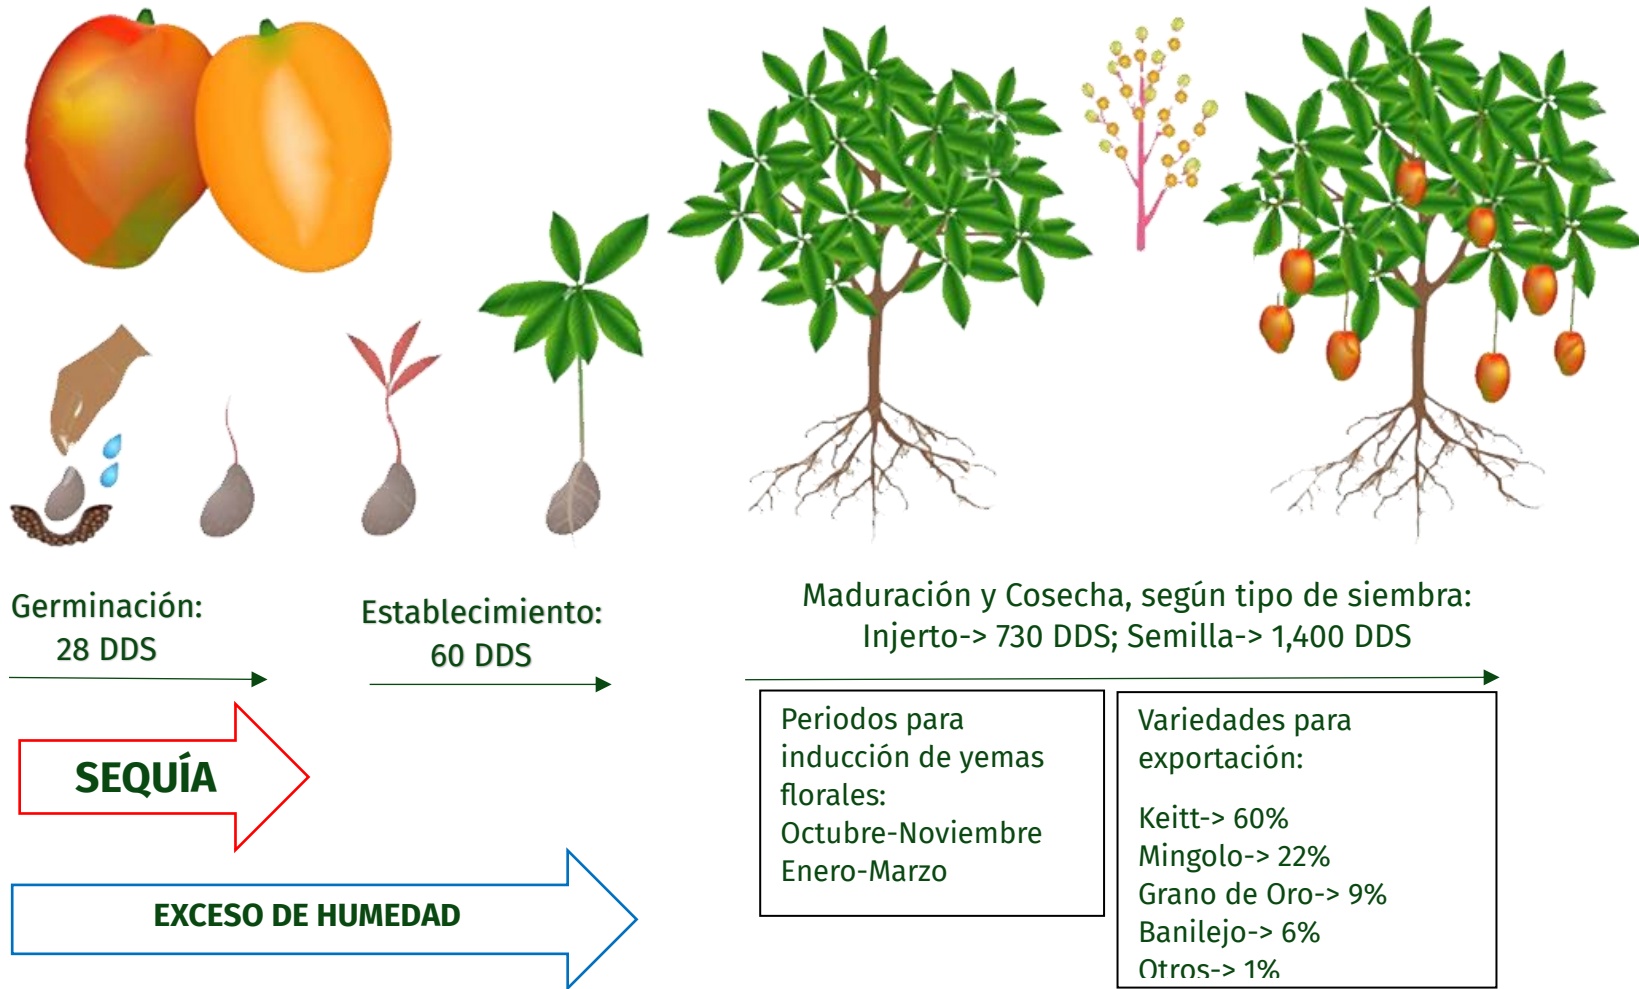 Germinación:
28 DDS
Establecimiento:
60 DDS
Maduración y Cosecha, según tipo de siembra:
Injerto-> 730 DDS; Semilla-> 1,400 DDS
SEQUÍA
EXCESO DE HUMEDAD
Periodos para
inducción de yemas
florales:
Octubre-Noviembre
Enero-Marzo
Variedades para
exportación:
Keitt-> 60%
Mingolo-> 22%
Grano de Oro-> 9%
Banilejo-> 6%
Otros-> 1%